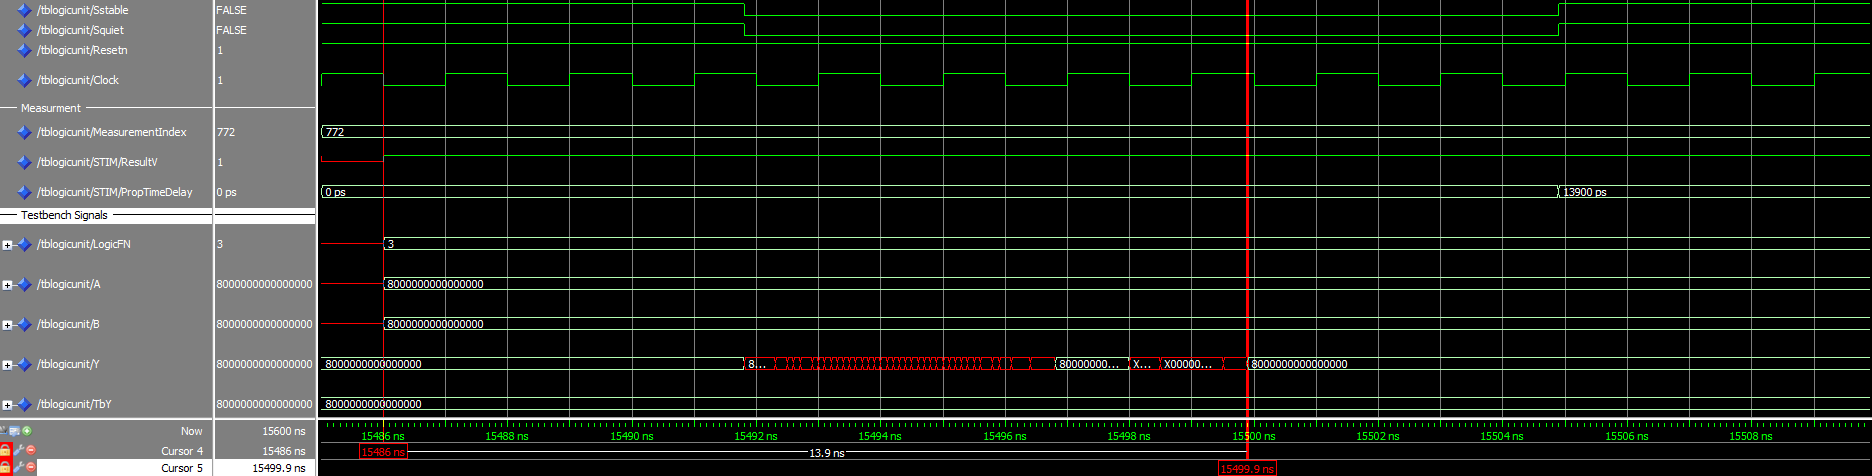 /tblogicunit/Sstable FALSE
/tblogicunit/Squiet FALSE
/tblogicunit/Resetn 1
/tblogicunit/Clock 1
Measurment
/tblogicunit/MeasurementIndex 772 772
/tblogicunit/STIM/ResultV 1
/tblogicunit/STIM/PropTimeDelay 0 ps 0 ps 13900 ps
Testbench Signals
/tblogicunit/LogicFN 3 3
/tblogicunit/A 8000000000000000 8000000000000000
/tblogicunit/B 8000000000000000 8000000000000000
/tblogicunit/Y 8000000000000000 8000000000000000 8... 80000000... X... X00000... 8000000000000000
/tblogicunit/TbY 8000000000000000 8000000000000000
Now 15600 ns 15486 ns 15488 ns 15490 ns 15492 ns 15494 ns 15496 ns 15498 ns 15500 ns 15502 ns 15504 ns 15506 ns 15508 ns
Cursor 4 15486 ns 15486 ns 13.9 ns
Cursor 5 15499.9 ns 15499.9 ns